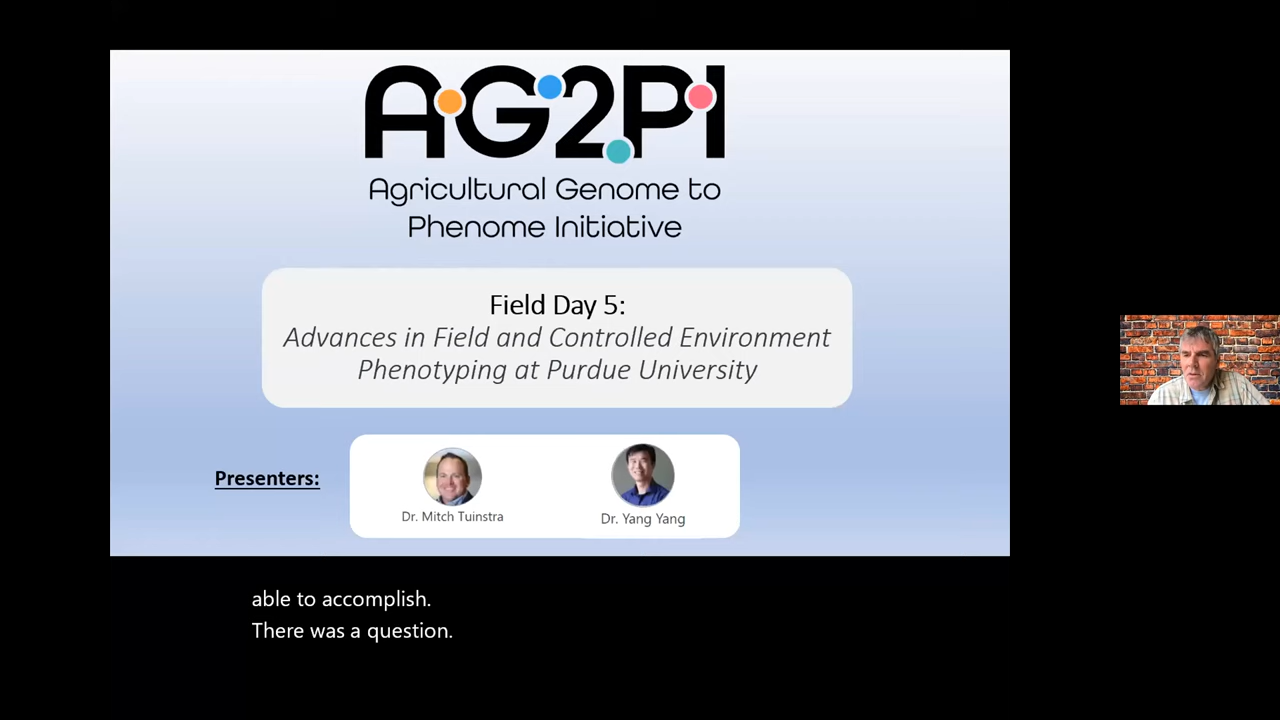 AG2PI
Agricultural Genome to
Phenome Initiative
Field Day 5:
Advances in Field and Controlled Environment
Phenotyping at Purdue University
Presenters:
Dr. Mitch Tuinstra
Dr. Yang Yang
able to accomplish.
There was a question.